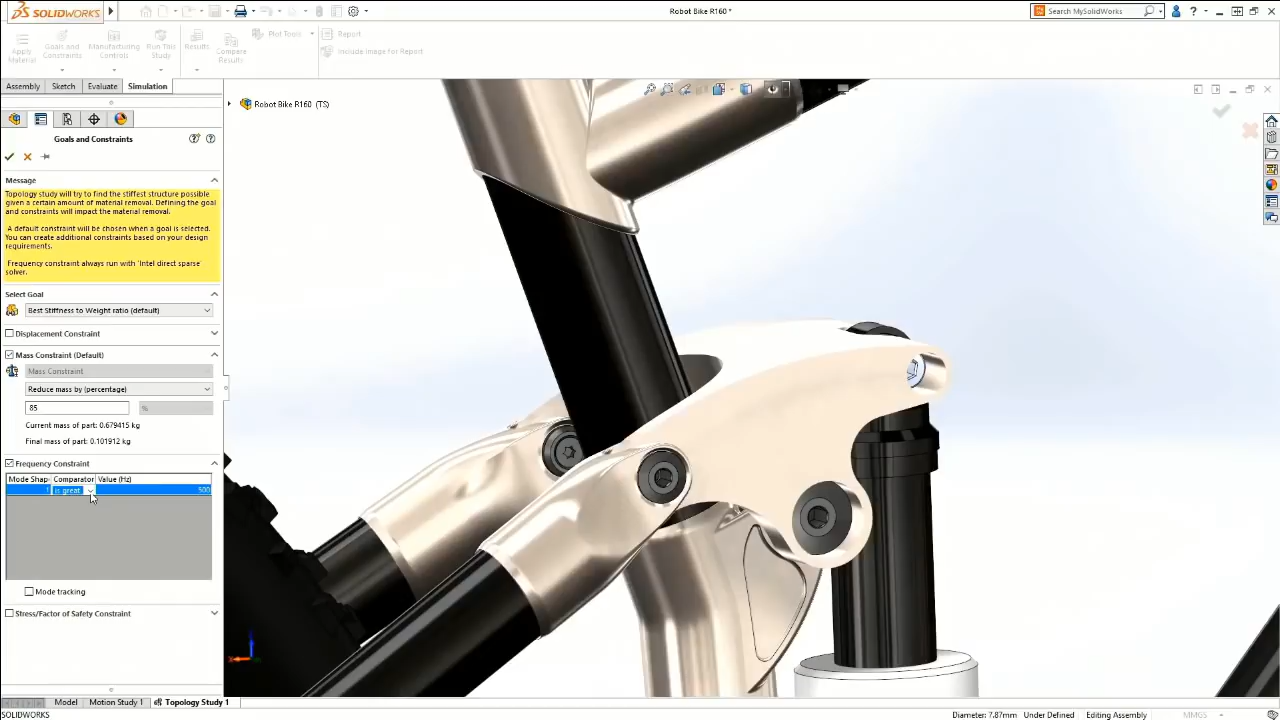 SOLIDWORKS
Robot Bike R160 *
Search MySolidWorks
Apply Material
Goals and Constraints
Manufacturing Controls
Run This Study
Results
Compare Results
Plot Tools
Report
Include Image for Report
Assembly
Sketch
Evaluate
Simulation
Robot Bike R160 (TS)
Goals and Constraints
Message
Topology study will try to find the stiffest structure possible
given a certain amount of material removal. Defining the goal
and constraints will impact the material removal.
A default constraint will be chosen when a goal is selected.
You can create additional constraints based on your design
requirements.
Frequency constraint always run with 'Intel direct sparse'
solver.
Select Goal
Best Stiffness to Weight ratio (default)
Displacement Constraint
Mass Constraint (Default)
Mass Constraint
Reduce mass by (percentage)
85
%
Current mass of part: 0.679415 kg
Final mass of part: 0.101912 kg
Frequency Constraint
Mode Shap Comparator Value (Hz)
1 is great 500
Mode tracking
Stress/Factor of Safety Constraint
Model
Motion Study 1
Topology Study 1
SOLIDWORKS
Diameter: 7.87mm
Under Defined
Editing Assembly
MMGS